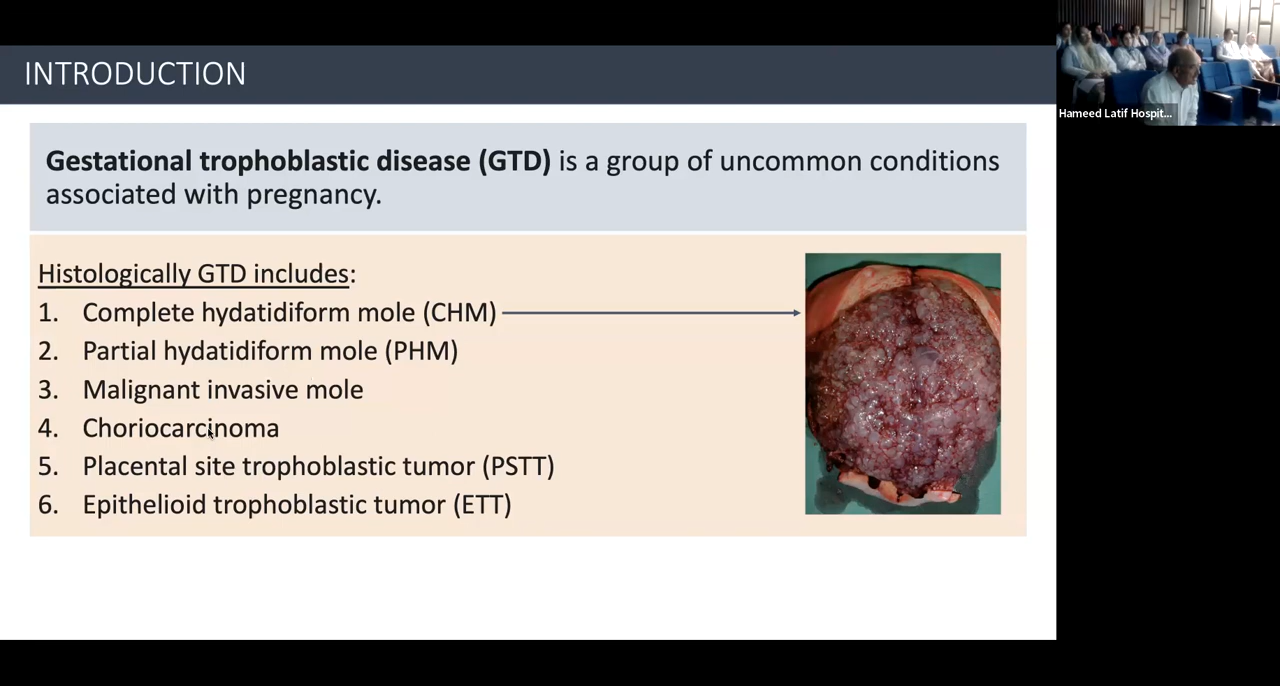 INTRODUCTION
Gestational trophoblastic disease (GTD) is a group of uncommon conditions
associated with pregnancy.
Histologically GTD includes:
1. Complete hydatidiform mole (CHM)
2. Partial hydatidiform mole (PHM)
3. Malignant invasive mole
4. Choriocarcinoma
5. Placental site trophoblastic tumor (PSTT)
6. Epithelioid trophoblastic tumor (ETT)
Hameed Latif Hospit...